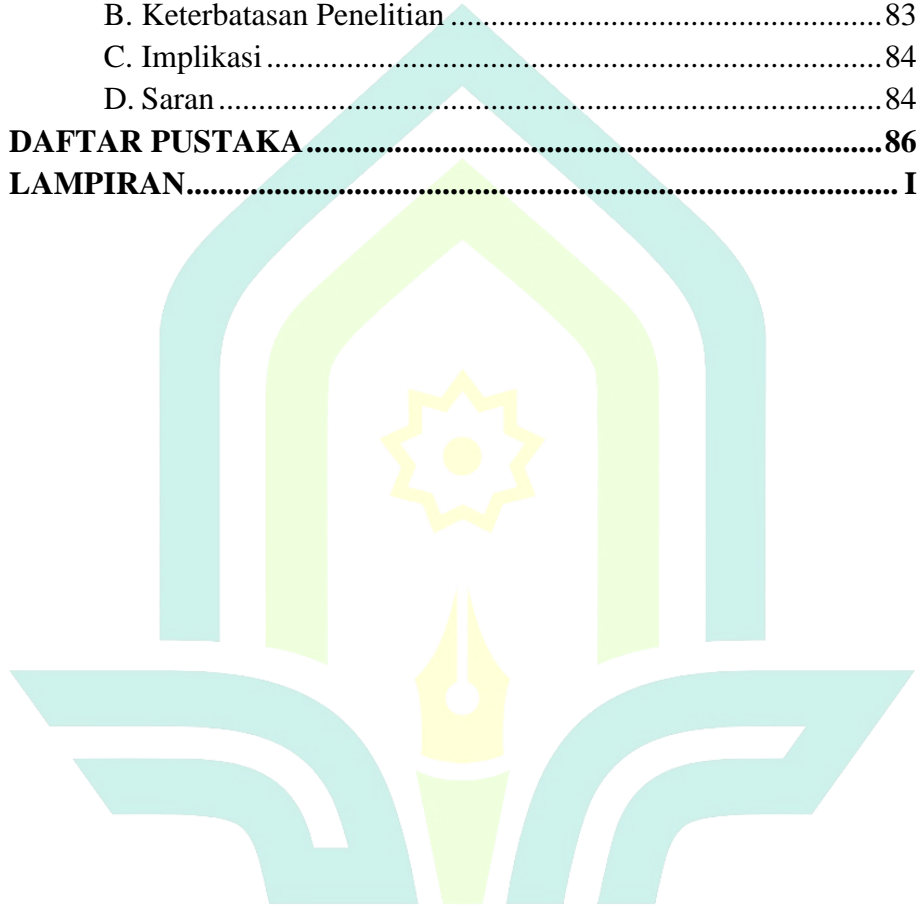 B. Keterbatasan Penelitian ........................................................ 83
C. Implikasi ................................................................................ 84
D. Saran ...................................................................................... 84
DAFTAR PUSTAKA ......................................................................... 86
LAMPIRAN ......................................................................................... I